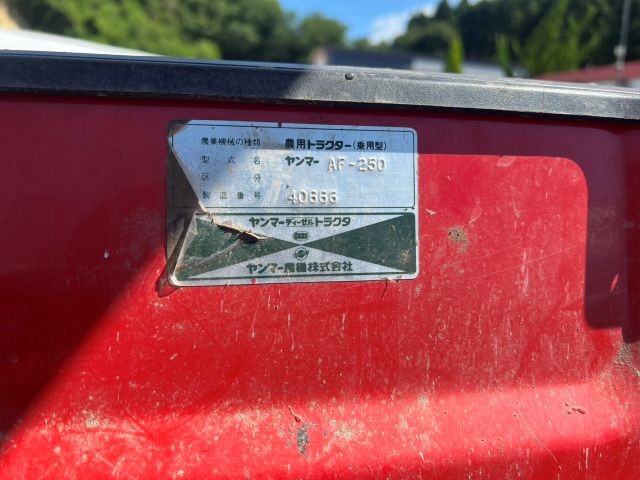 農業機械の種類 農用トラクター(乗用型)
型式名 ヤンマー AF-250
区分
製造番号 40666
ヤンマーディーゼルトラクタ
ヤンマー農機株式会社